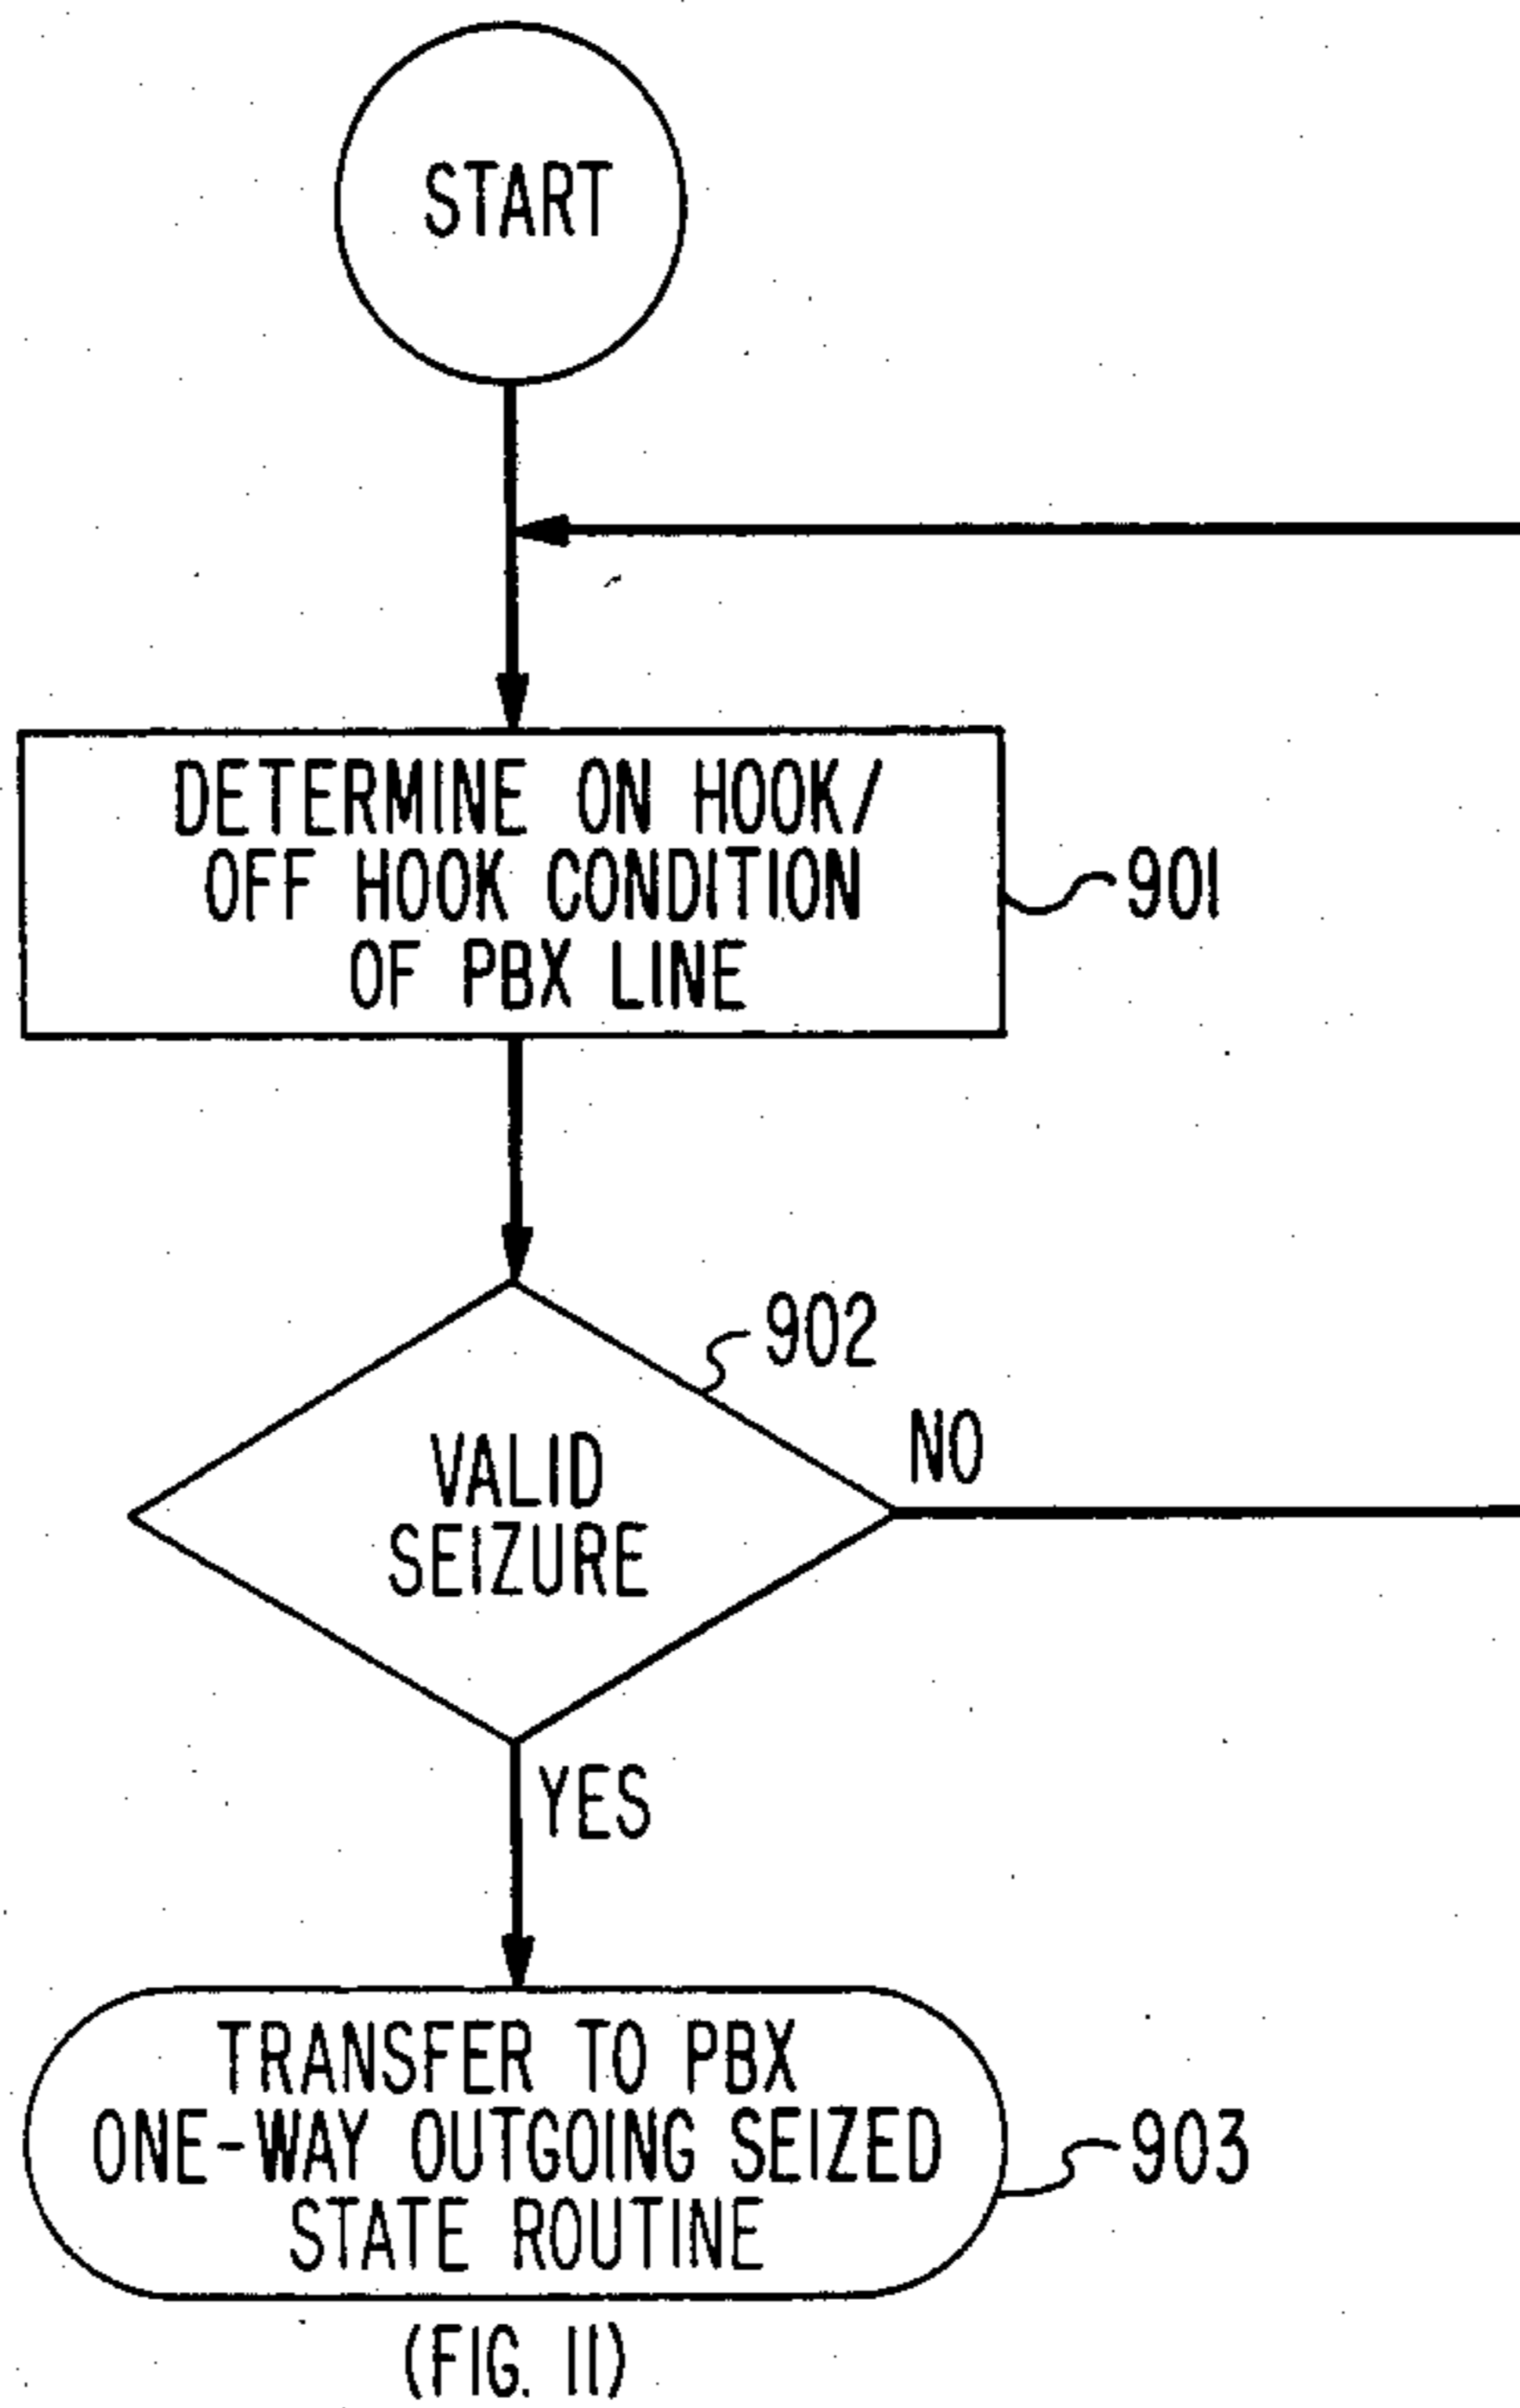 START
DETERMINE ON HOOK/
OFF HOOK CONDITION
OF PBX LINE
901
902
VALID
SEIZURE
NO
YES
TRANSFER TO PBX
ONE-WAY OUTGOING SEIZED
STATE ROUTINE
903
(FIG. 11)